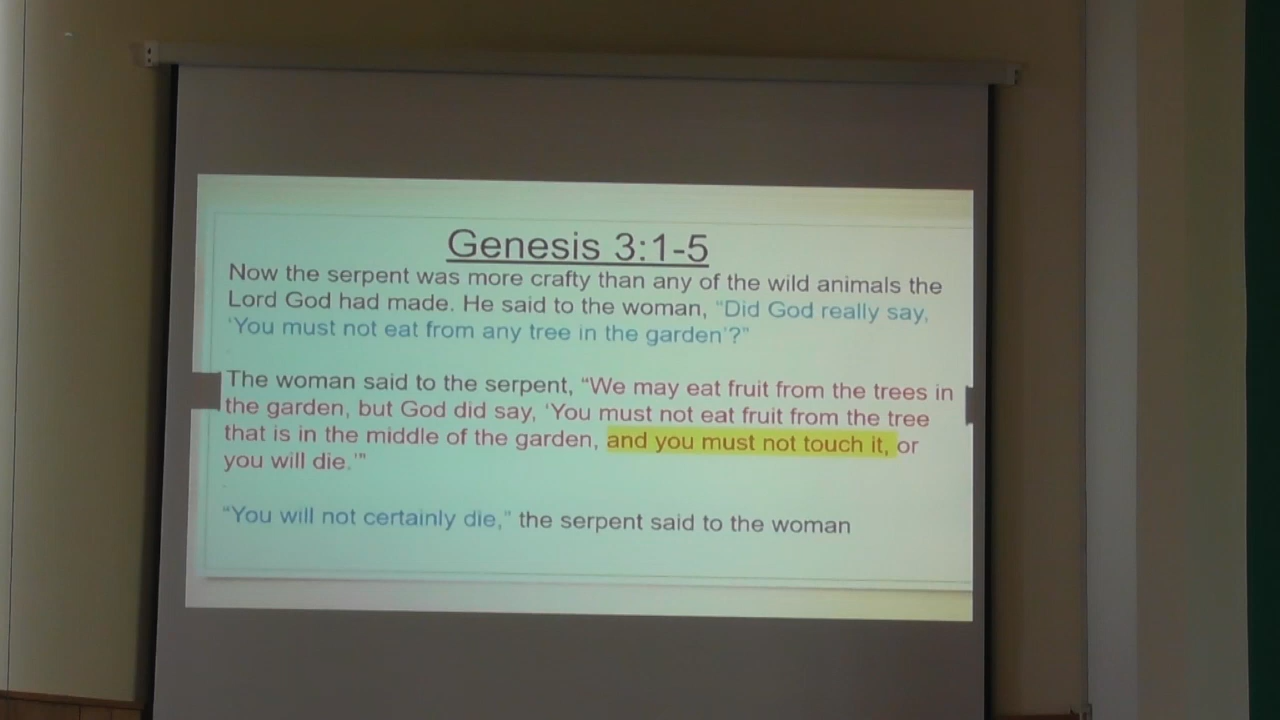 Genesis 3:1-5
Now the serpent was more crafty than any of the wild animals the
Lord God had made. He said to the woman, “Did God really say,
‘You must not eat from any tree in the garden’?”
The woman said to the serpent, “We may eat fruit from the trees in
the garden, but God did say, ‘You must not eat fruit from the tree
that is in the middle of the garden, and you must not touch it, or
you will die.’”
“You will not certainly die,” the serpent said to the woman